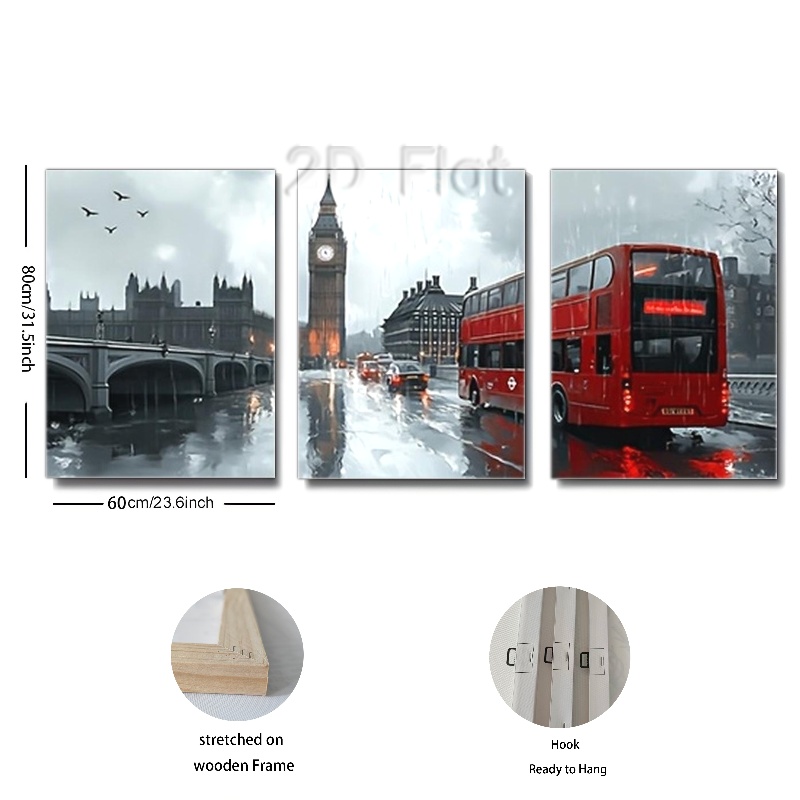 2D Flat
80cm/31.5inch
60cm/23.6inch
stretched on
wooden Frame
Hook
Ready to Hang